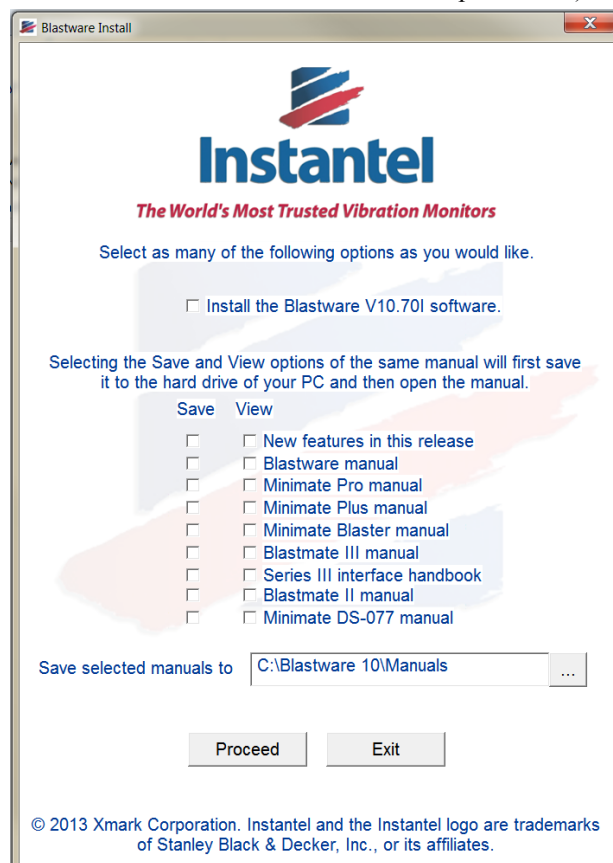 Blastware Install
X
Instantel
The World's Most Trusted Vibration Monitors
Select as many of the following options as you would like.
Install the Blastware V10.70I software.
Selecting the Save and View options of the same manual will first save
it to the hard drive of your PC and then open the manual.
Save View
New features in this release
Blastware manual
Minimate Pro manual
Minimate Plus manual
Minimate Blaster manual
Blastmate III manual
Series III interface handbook
Blastmate II manual
Minimate DS-077 manual
Save selected manuals to C:\Blastware 10\Manuals ...
Proceed Exit
© 2013 Xmark Corporation. Instantel and the Instantel logo are trademarks
of Stanley Black & Decker, Inc., or its affiliates.